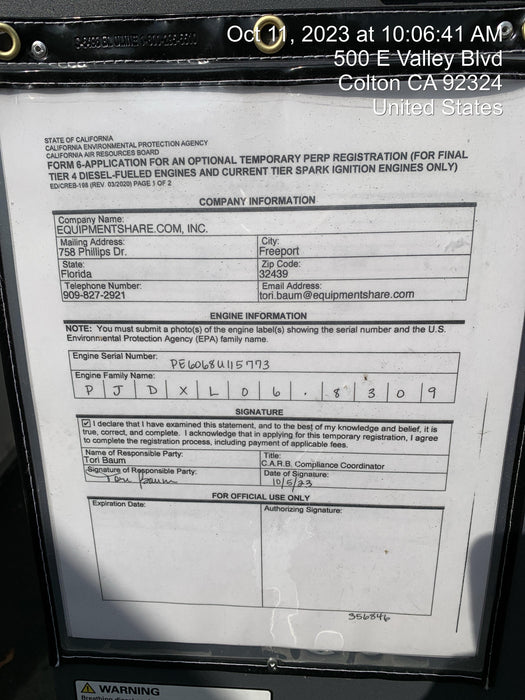 Oct 11, 2023 at 10:06:41 AM
500 E Valley Blvd
Colton CA 92324
United States
STATE OF CALIFORNIA
CALIFORNIA ENVIRONMENTAL PROTECTION AGENCY
CALIFORNIA AIR RESOURCES BOARD
FORM 6-APPLICATION FOR AN OPTIONAL TEMPORARY PERP REGISTRATION (FOR FINAL
TIER 4 DIESEL-FUELED ENGINES AND CURRENT TIER SPARK IGNITION ENGINES ONLY)
ED/CREB-198 (REV 03/2020) PAGE 1 OF 2
COMPANY INFORMATION
Company Name:
EQUIPMENTSHARE.COM, INC.
Mailing Address: City:
758 Phillips Dr. Freeport
State: Zip Code:
Florida 32439
Telephone Number: Email Address:
909-827-2921 tori.baum@equipmentshare.com
ENGINE INFORMATION
NOTE: You must submit a photo(s) of the engine label(s) showing the serial number and the U.S.
Environmental Protection Agency (EPA) family name.
Engine Serial Number: PE6068U115773
Engine Family Name:
P J D X L 0 6 . 8 3 0 9
SIGNATURE
I declare that I have examined this statement, and to the best of my knowledge and belief, it is
true, correct, and complete. I acknowledge that in applying for this temporary registration, I agree
to complete the registration process, including payment of applicable fees.
Name of Responsible Party: Title:
Tori Baum C.A.R.B. Compliance Coordinator
Signature of Responsible Party: Date of Signature:
Tori Baum 10/5/23
FOR OFFICIAL USE ONLY
Expiration Date: Authorizing Signature:
356846
WARNING